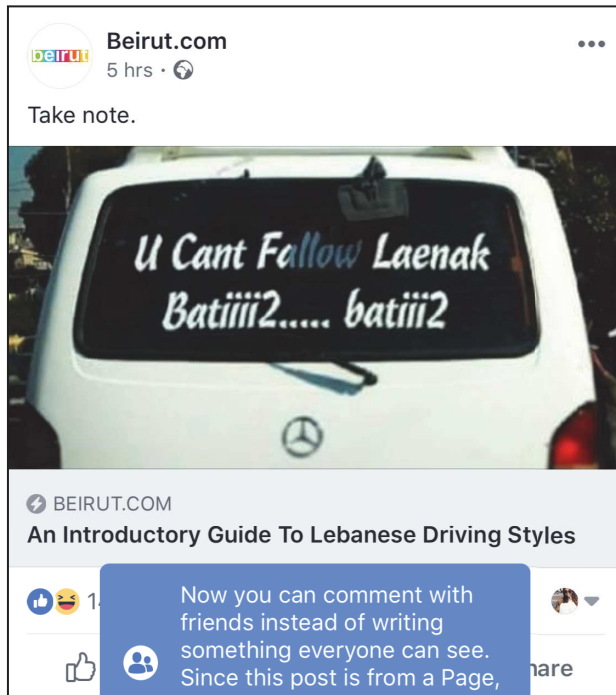 beirut
Beirut.com
5 hrs
Take note.
U Cant Fallow Laenak
Batiiii2..... batiii2
BEIRUT.COM
An Introductory Guide To Lebanese Driving Styles
Now you can comment with
friends instead of writing
something everyone can see.
Since this post is from a Page,